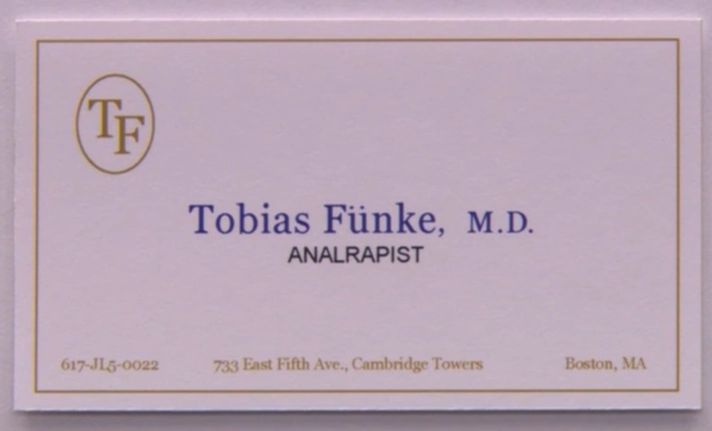 TF
Tobias Fünke, M.D.
ANALRAPIST
617-JL5-0022 733 East Fifth Ave., Cambridge Towers Boston, MA